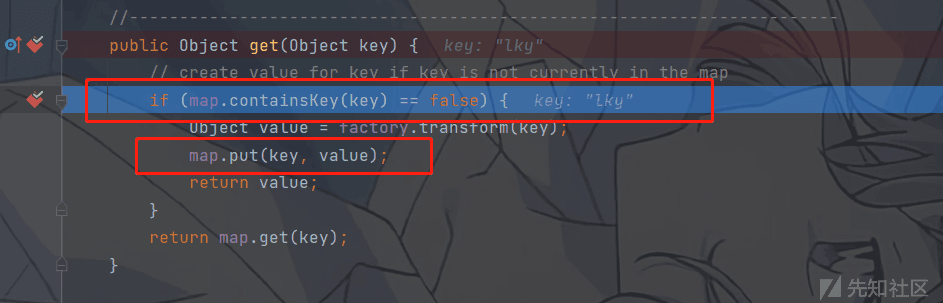 //-----------------------------------------------------------------------
public Object get(Object key) { key: "lky"
// create value for key if key is not currently in the map
if (map.containsKey(key) == false) { key: "lky"
Object value = factory.transform(key);
map.put(key, value);
return value;
}
return map.get(key);
}
先知社区